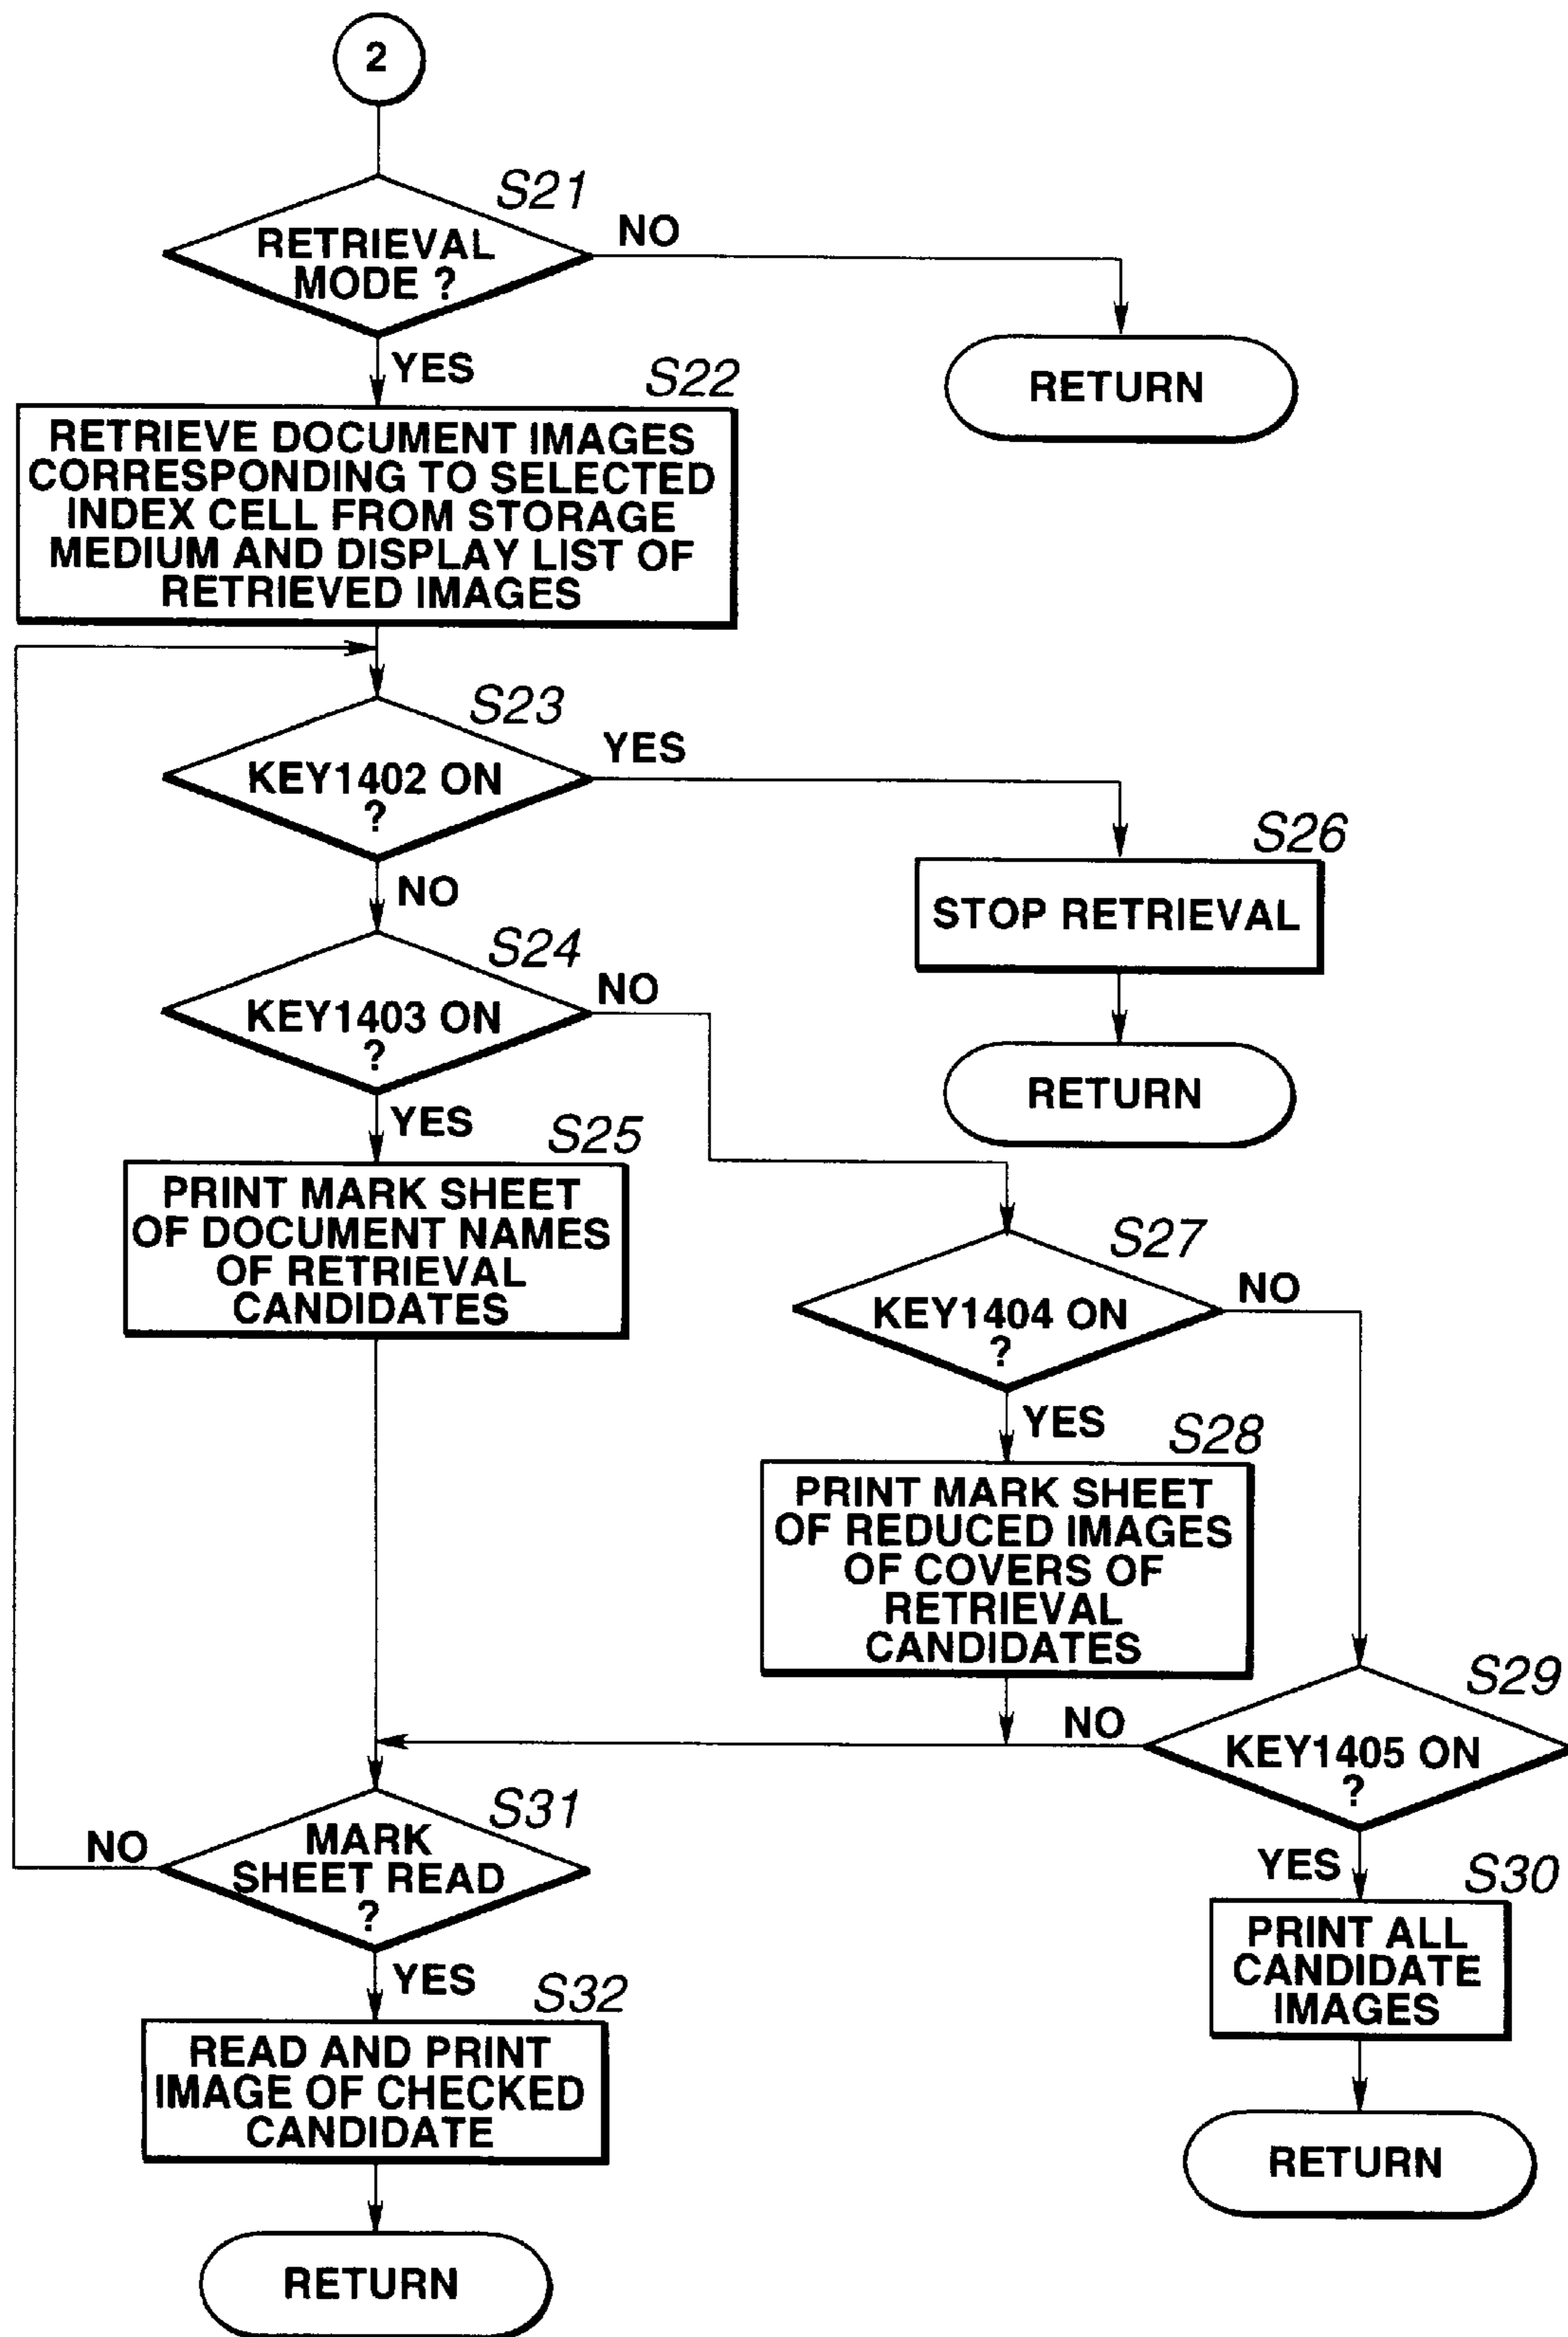 2
S21
RETRIEVAL
MODE ?
NO
RETURN
YES
S22
RETRIEVE DOCUMENT IMAGES
CORRESPONDING TO SELECTED
INDEX CELL FROM STORAGE
MEDIUM AND DISPLAY LIST OF
RETRIEVED IMAGES
S23
KEY1402 ON
?
YES
NO
S26
STOP RETRIEVAL
RETURN
S24
KEY1403 ON
?
NO
YES
S25
PRINT MARK SHEET
OF DOCUMENT NAMES
OF RETRIEVAL
CANDIDATES
S27
KEY1404 ON
?
NO
YES
S28
PRINT MARK SHEET
OF REDUCED IMAGES
OF COVERS OF
RETRIEVAL
CANDIDATES
S29
KEY1405 ON
?
NO
YES
S30
PRINT ALL
CANDIDATE
IMAGES
RETURN
S31
MARK
SHEET READ
?
NO
YES
S32
READ AND PRINT
IMAGE OF CHECKED
CANDIDATE
RETURN